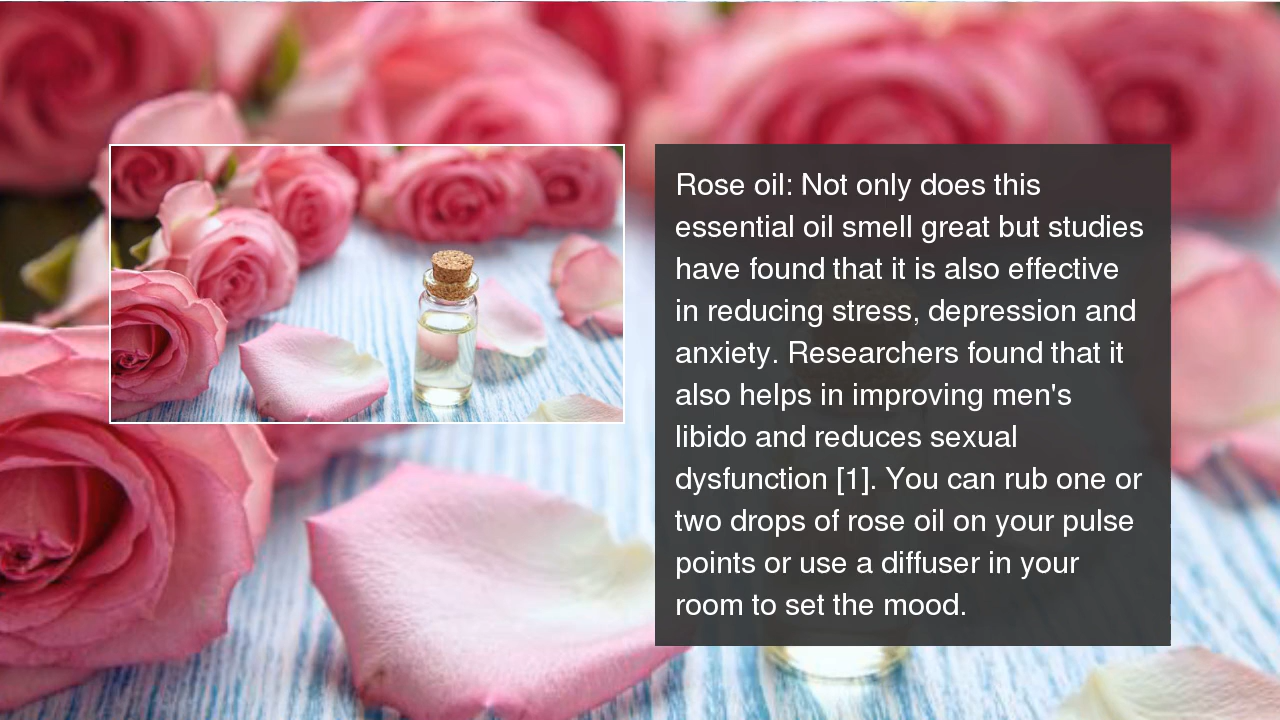 Rose oil: Not only does this
essential oil smell great but studies
have found that it is also effective
in reducing stress, depression and
anxiety. Researchers found that it
also helps in improving men's
libido and reduces sexual
dysfunction [1]. You can rub one or
two drops of rose oil on your pulse
points or use a diffuser in your
room to set the mood.